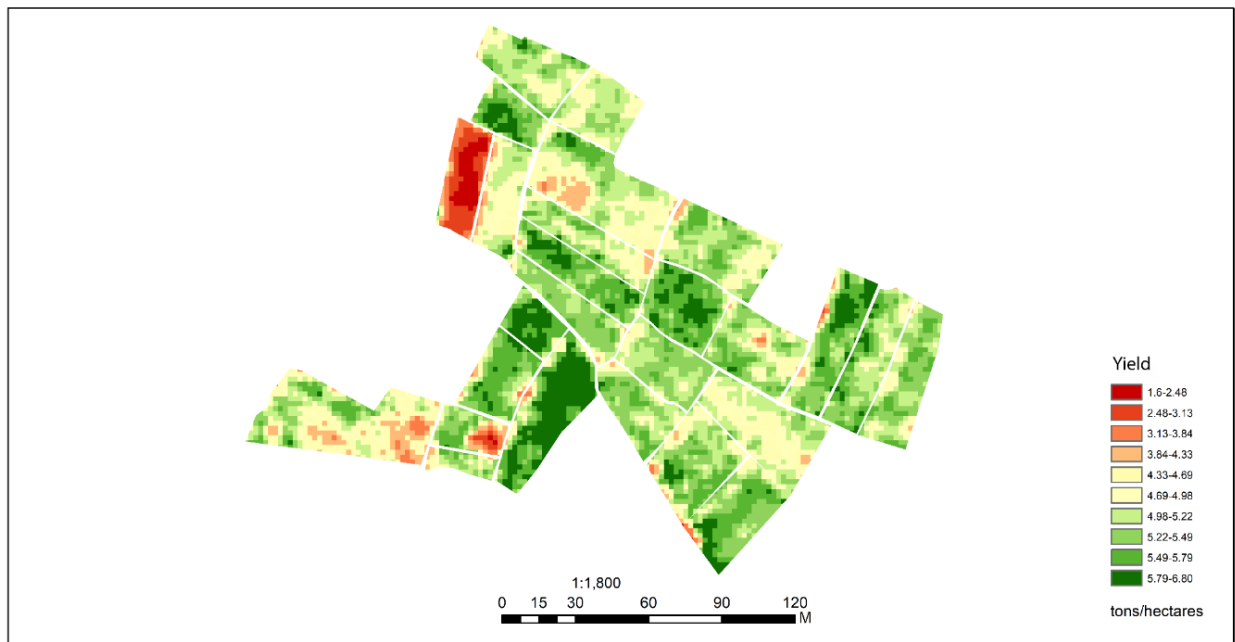 Yield
1.6-2.48
2.48-3.13
3.13-3.84
3.84-4.33
4.33-4.69
4.69-4.98
4.98-5.22
5.22-5.49
5.49-5.79
5.79-6.80
tons/hectares
1:1,800
0 15 30 60 90 120
M